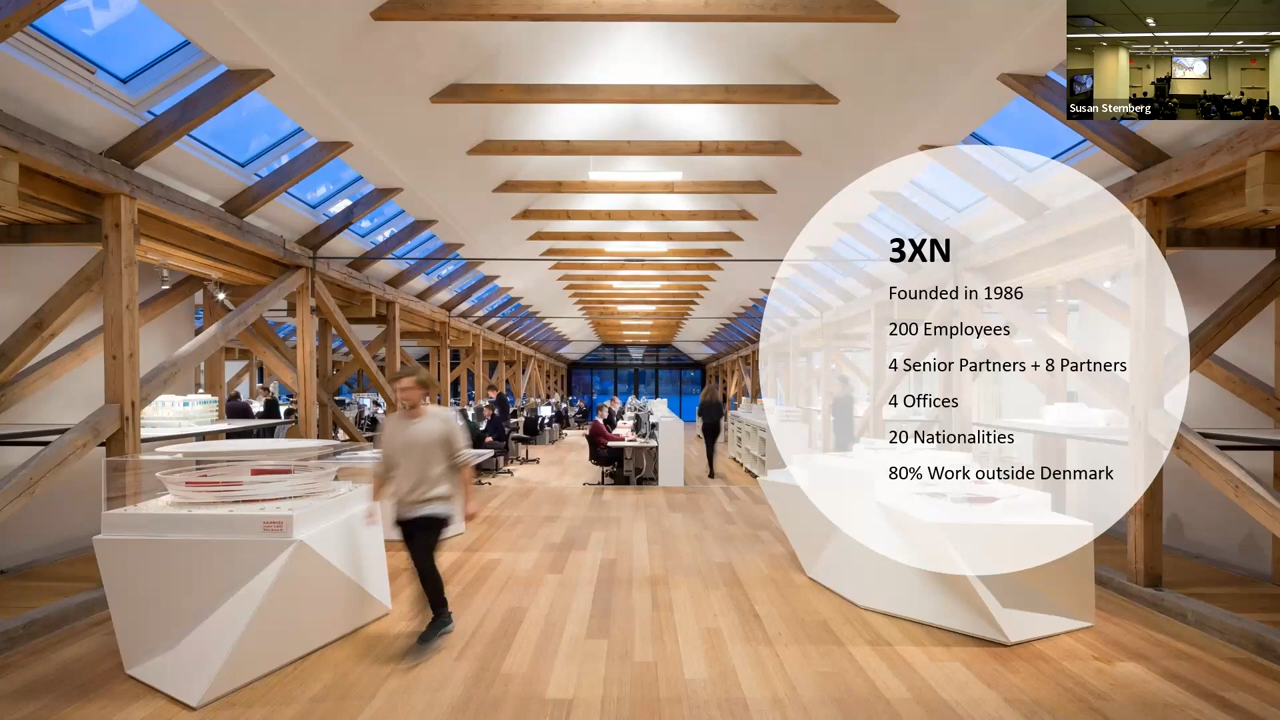 Susan Sternberg
3XN
Founded in 1986
200 Employees
4 Senior Partners + 8 Partners
4 Offices
20 Nationalities
80% Work outside Denmark